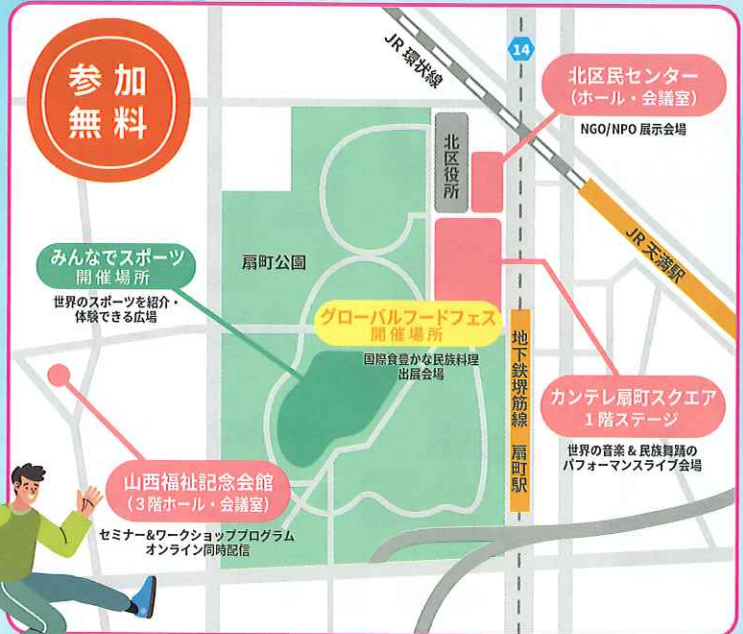 参加
無料
JR 環状線
14
北区民センター
（ホール・会議室）
NGO/NPO 展示会場
北区役所
JR 天満駅
扇町公園
みんなでスポーツ
開催場所
世界のスポーツを紹介・
体験できる広場
グローバルフードフェス
開催場所
国際食豊かな民族料理
出展会場
地下鉄堺筋線 扇町駅
カンテレ扇町スクエア
1階ステージ
世界の音楽＆民族舞踊の
パフォーマンスライブ会場
山西福祉記念会館
（3階ホール・会議室）
セミナー&ワークショッププログラム
オンライン同時配信